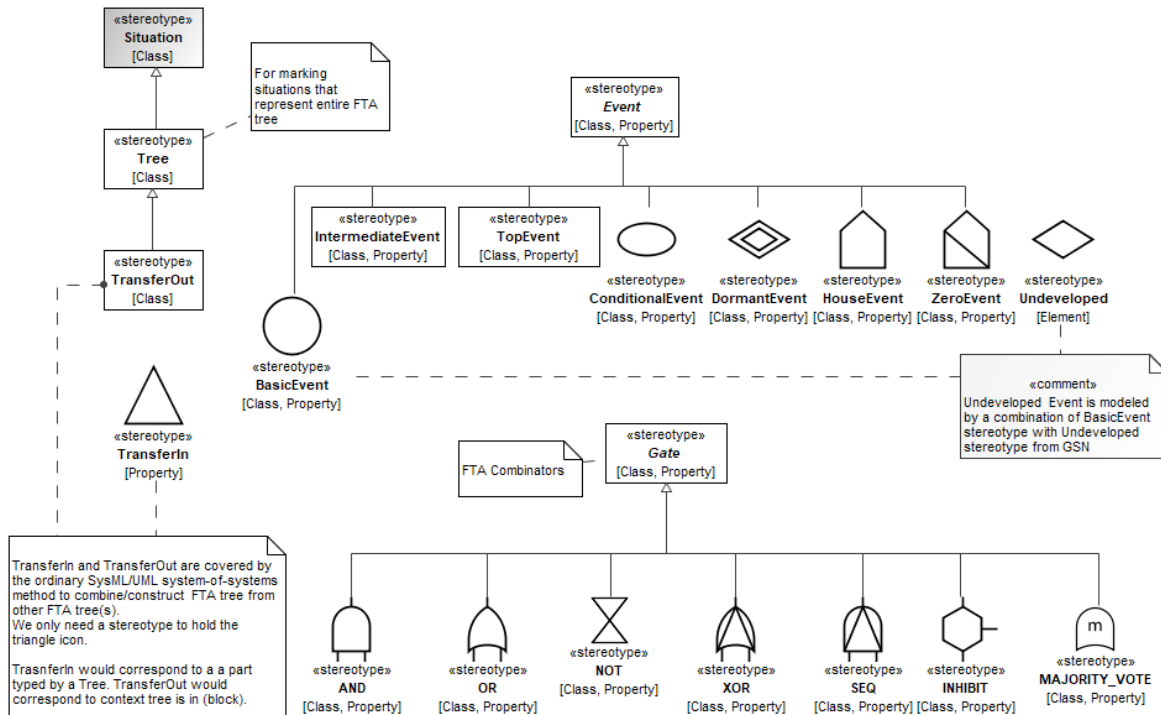 «stereotype»
Situation
[Class]
For marking
situations that
represent entire FTA
tree
«stereotype»
Tree
[Class]
«stereotype»
TransferOut
[Class]
«stereotype»
TransferIn
[Property]
TransferIn and TransferOut are covered by
the ordinary SysML/UML system-of-systems
method to combine/construct FTA tree from
other FTA tree(s).
We only need a stereotype to hold the
triangle icon.
TrasnferIn would correspond to a a part
typed by a Tree. TransferOut would
correspond to context tree is in (block).
«stereotype»
Event
[Class, Property]
«stereotype»
IntermediateEvent
[Class, Property]
«stereotype»
TopEvent
[Class, Property]
«stereotype»
ConditionalEvent
[Class, Property]
«stereotype»
DormantEvent
[Class, Property]
«stereotype»
HouseEvent
[Class, Property]
«stereotype»
ZeroEvent
[Class, Property]
«stereotype»
Undeveloped
[Element]
«stereotype»
BasicEvent
[Class, Property]
«comment»
Undeveloped Event is modeled
by a combination of BasicEvent
stereotype with Undeveloped
stereotype from GSN
FTA Combinators
«stereotype»
Gate
[Class, Property]
«stereotype»
AND
[Class, Property]
«stereotype»
OR
[Class, Property]
«stereotype»
NOT
[Class, Property]
«stereotype»
XOR
[Class, Property]
«stereotype»
SEQ
[Class, Property]
«stereotype»
INHIBIT
[Class, Property]
m
«stereotype»
MAJORITY_VOTE
[Class, Property]